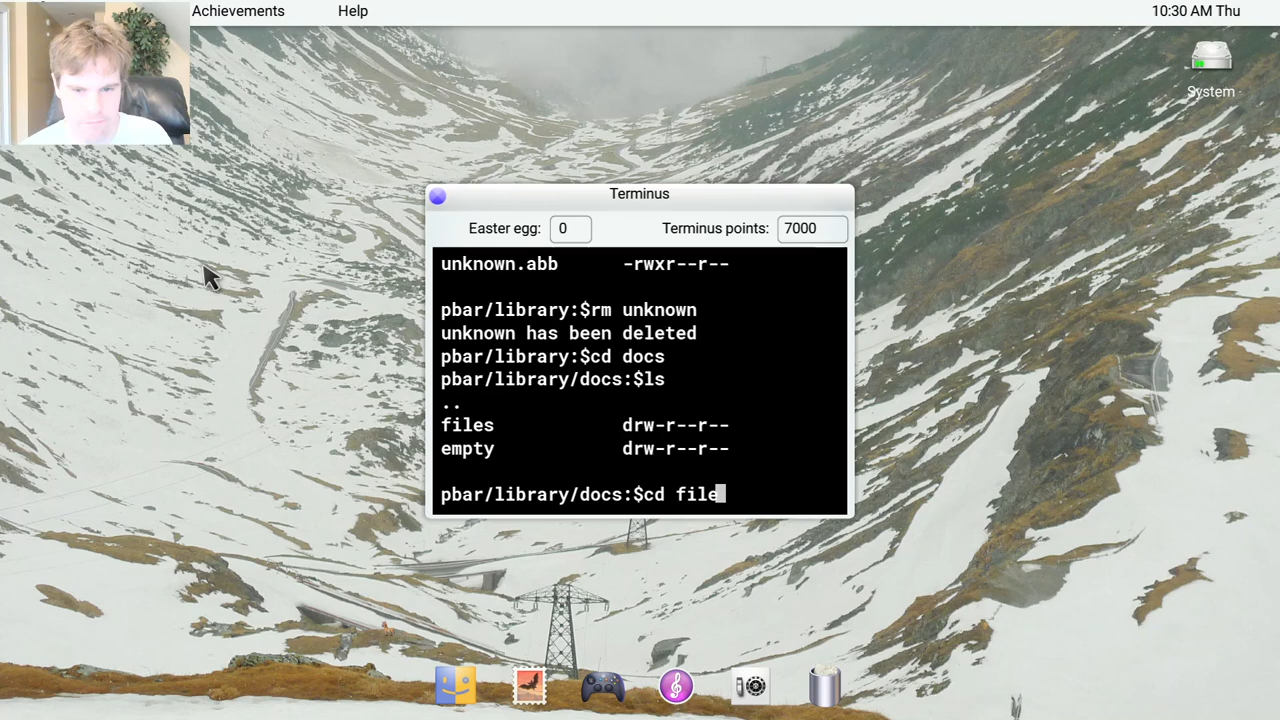 Achievements Help 10:30 AM Thu
System
Terminus
Easter egg: 0 Terminus points: 7000
unknown.abb -rwxr--r--
pbar/library:$rm unknown
unknown has been deleted
pbar/library:$cd docs
pbar/library/docs:$ls
..
files drw-r--r--
empty drw-r--r--
pbar/library/docs:$cd file